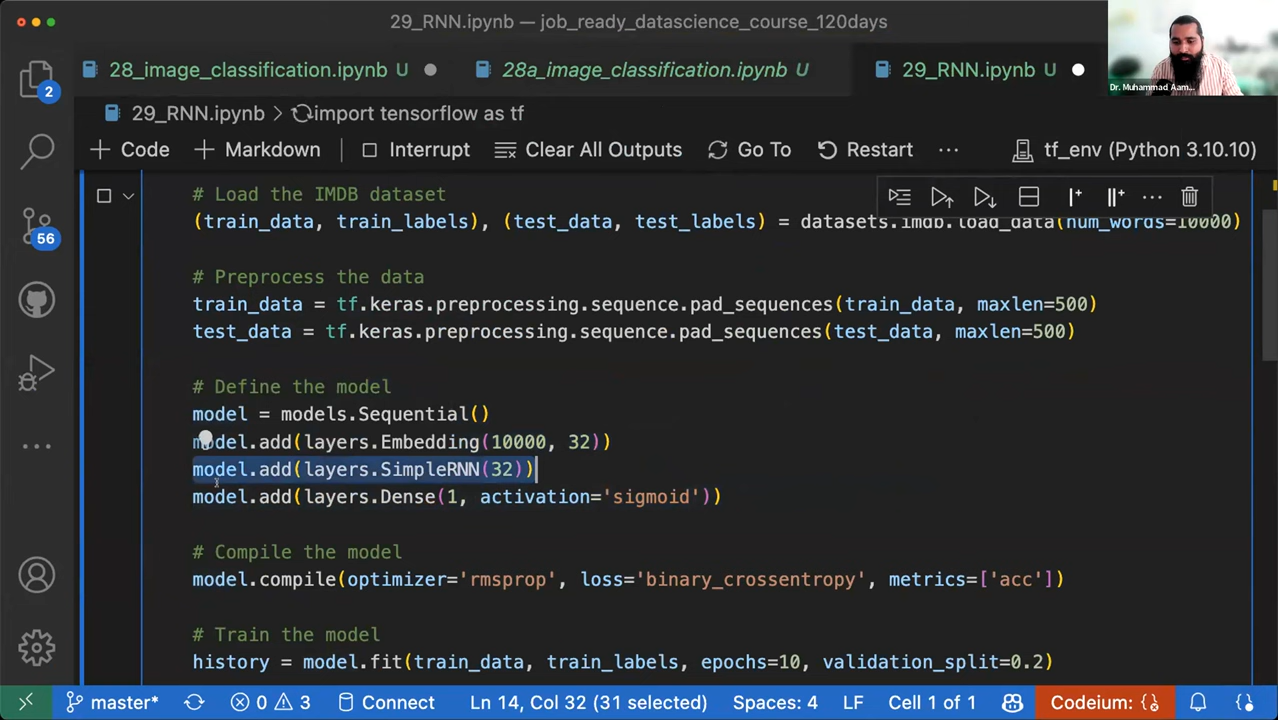 29_RNN.ipynb — job_ready_datascience_course_120days
28_image_classification.ipynb U
28a_image_classification.ipynb U
29_RNN.ipynb U
Dr. Muhammad Aam...
2
29_RNN.ipynb > import tensorflow as tf
+ Code + Markdown Interrupt Clear All Outputs Go To Restart ... tf_env (Python 3.10.10)
# Load the IMDB dataset
(train_data, train_labels), (test_data, test_labels) = datasets.imdb.load_data(num_words=10000)
56
# Preprocess the data
train_data = tf.keras.preprocessing.sequence.pad_sequences(train_data, maxlen=500)
test_data = tf.keras.preprocessing.sequence.pad_sequences(test_data, maxlen=500)
# Define the model
model = models.Sequential()
model.add(layers.Embedding(10000, 32))
model.add(layers.SimpleRNN(32))
model.add(layers.Dense(1, activation='sigmoid'))
# Compile the model
model.compile(optimizer='rmsprop', loss='binary_crossentropy', metrics=['acc'])
# Train the model
history = model.fit(train_data, train_labels, epochs=10, validation_split=0.2)
master* 0 3 Connect Ln 14, Col 32 (31 selected) Spaces: 4 LF Cell 1 of 1 Codeium: {}